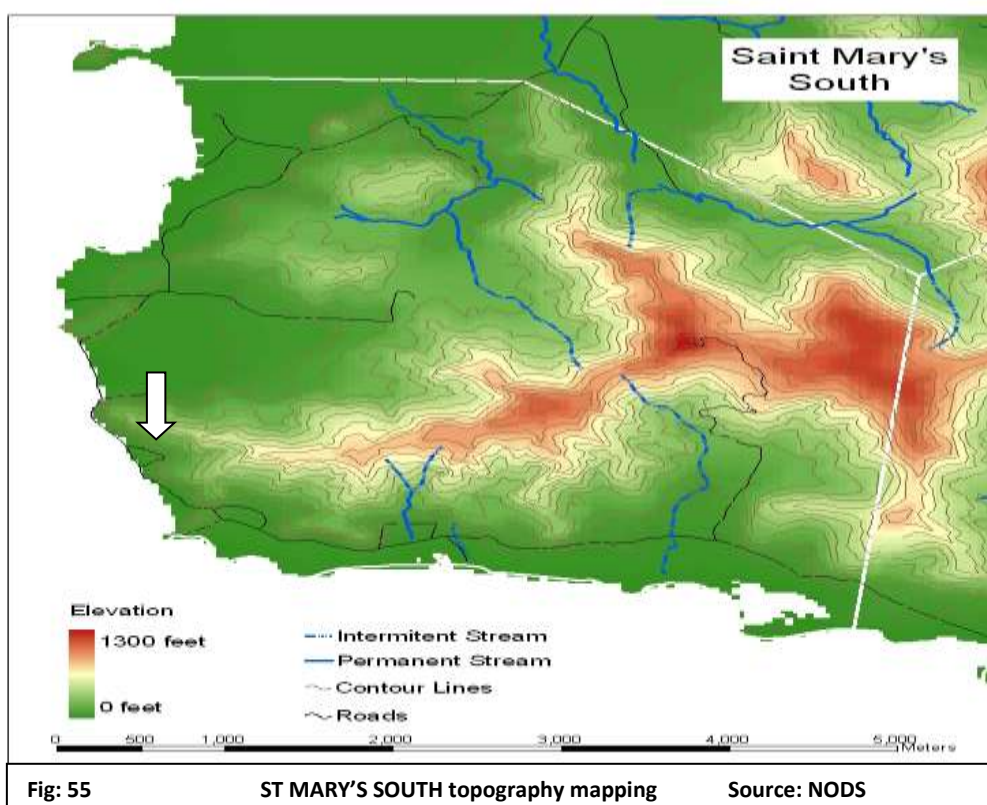 Saint Mary's
South
Elevation
1300 feet
0 feet
Intermitent Stream
Permanent Stream
Contour Lines
Roads
0 500 1,000 2,000 3,000 4,000 5,000 Meters
Fig: 55 ST MARY'S SOUTH topography mapping Source: NODS